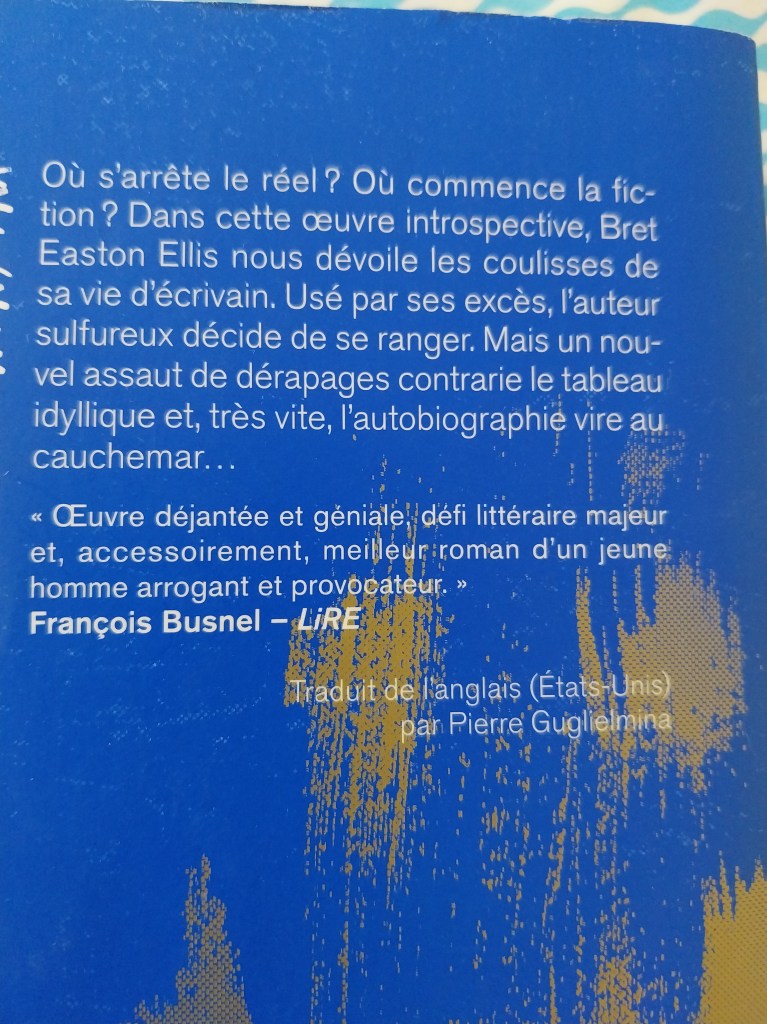 Où s'arrête le réel ? Où commence la fic-
tion ? Dans cette œuvre introspective, Bret
Easton Ellis nous dévoile les coulisses de
sa vie d'écrivain. Usé par ses excès, l'auteur
sulfureux décide de se ranger. Mais un nou-
vel assaut de dérapages contrarie le tableau
idyllique et, très vite, l'autobiographie vire au
cauchemar...
« Œuvre déjantée et géniale, défi littéraire majeur
et, accessoirement, meilleur roman d'un jeune
homme arrogant et provocateur. »
François Busnel – LiRE
Traduit de l'anglais (États-Unis)
par Pierre Guglielmina